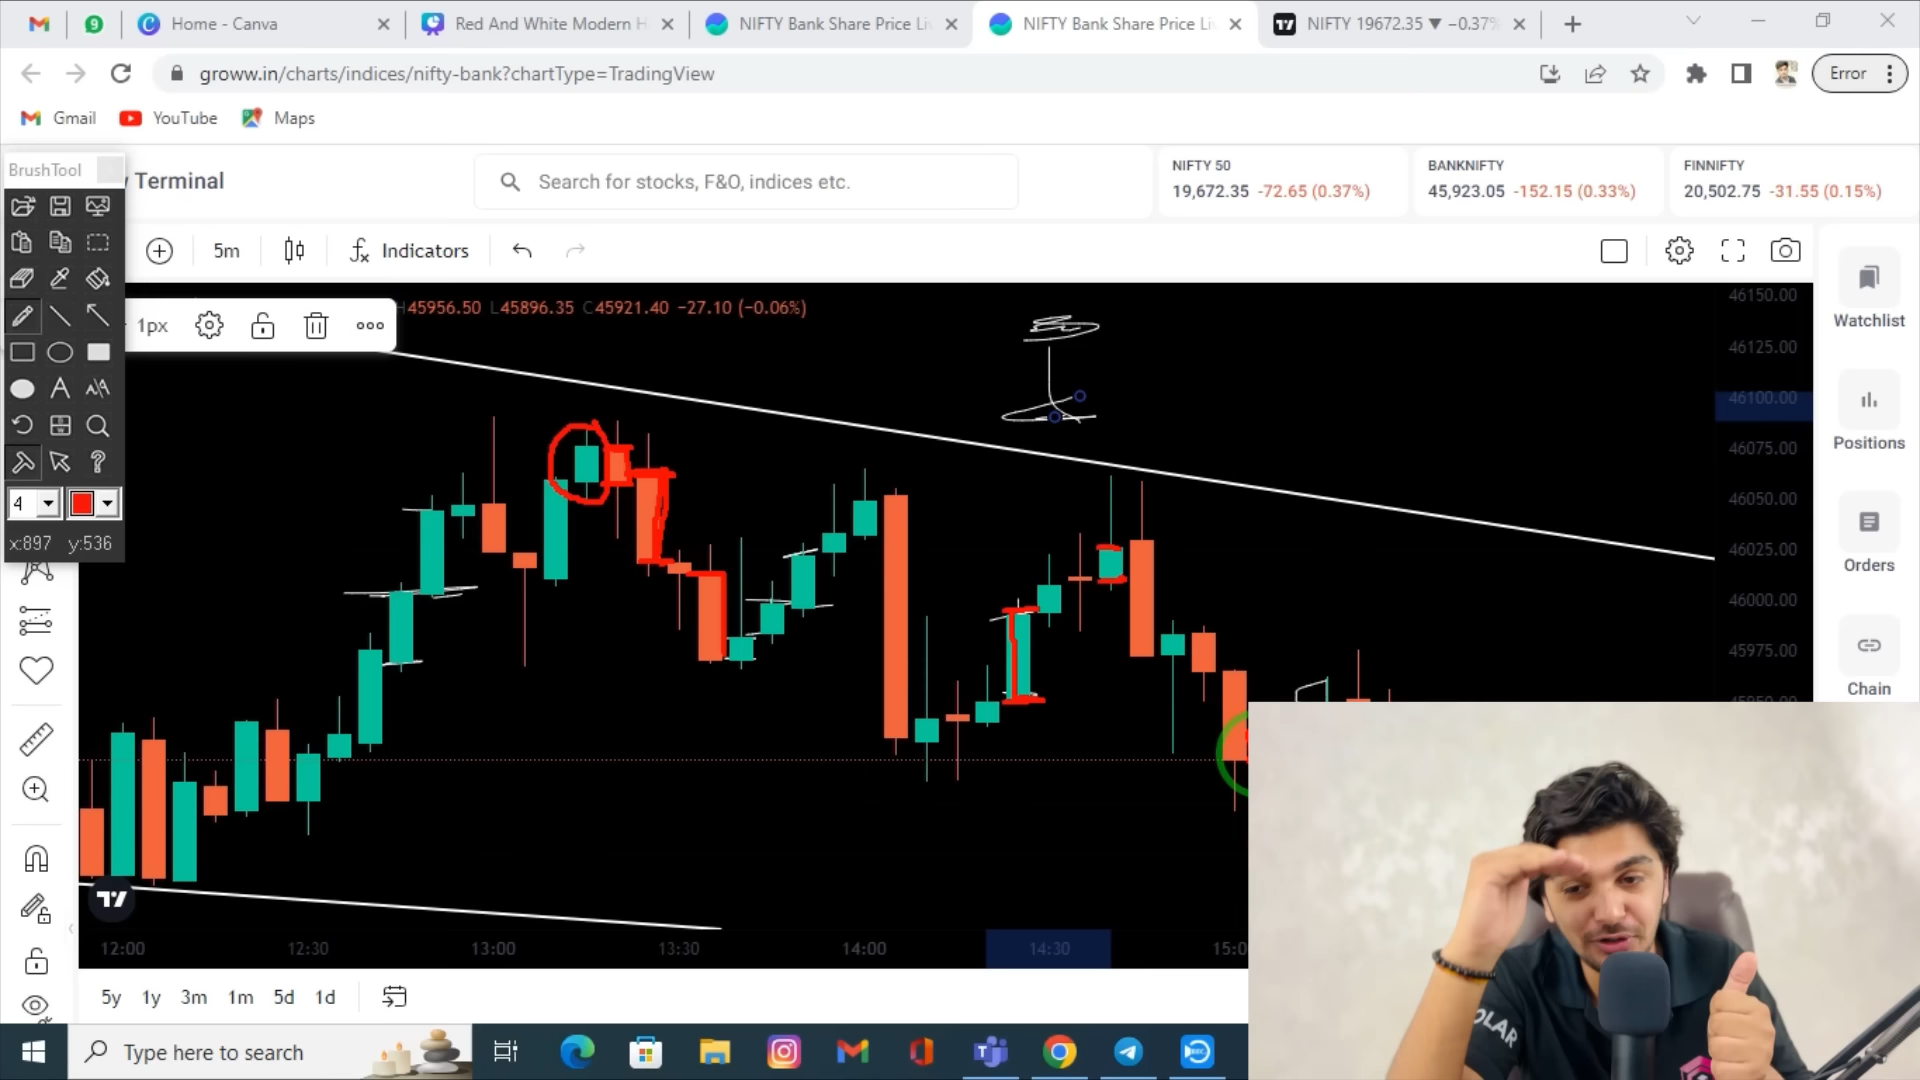 Home - Canva
Red And White Modern H
NIFTY Bank Share Price Li
NIFTY Bank Share Price Li
NIFTY 19672.35 ▼ −0.37%
groww.in/charts/indices/nifty-bank?chartType=TradingView
Error
Gmail
YouTube
Maps
BrushTool
Terminal
Search for stocks, F&O, indices etc.
NIFTY 50
19,672.35 -72.65 (0.37%)
BANKNIFTY
45,923.05 -152.15 (0.33%)
FINNIFTY
20,502.75 -31.55 (0.15%)
5m
Indicators
1px
H45956.50 L45896.35 C45921.40 −27.10 (−0.06%)
46150.00
46125.00
46100.00
46075.00
46050.00
46025.00
46000.00
45975.00
Watchlist
Positions
Orders
Chain
4
x:897 y:536
12:00 12:30 13:00 13:30 14:00 14:30 15:0
5y 1y 3m 1m 5d 1d
Type here to search
OLAR